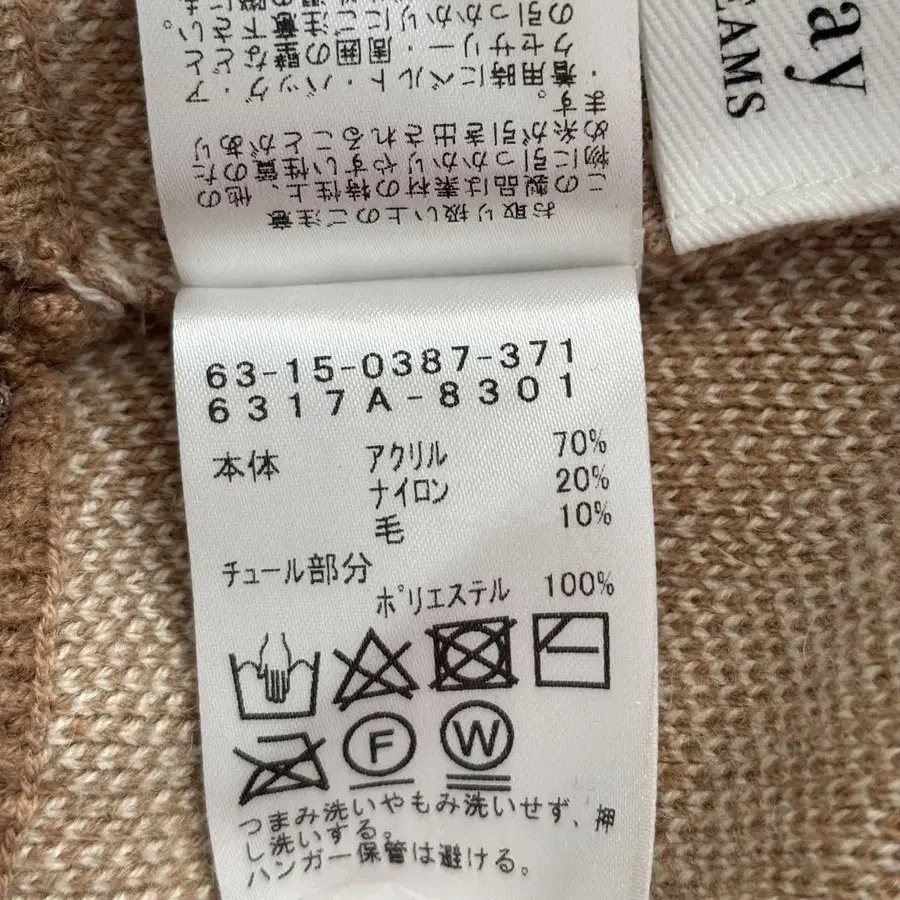 お取り扱い上のご注意
この製品は素材の特性上、他の
物に引っかかりやすい性質のた
め糸が引き出されることがあり
ます。
・着用時にベルト・バッグ・ア
クセサリー・周囲の壁などと
の引っかかりにご注意下さい。
ay
EAMS
63-15-0387-371
6317A-8301
本体 アクリル 70%
ナイロン 20%
毛 10%
チュール部分
ポリエステル 100%
F W
つまみ洗いやもみ洗いせず、押
し洗いする。
ハンガー保管は避ける。